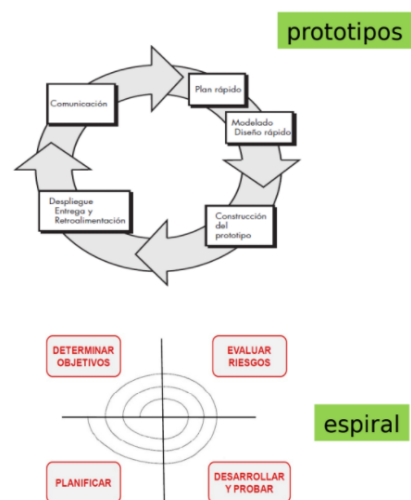 prototipos
Comunicación
Plan rápido
Modelado
Diseño rápido
Construcción
del
prototipo
Despliegue
Entrega y
Retroalimentación
DETERMINAR
OBJETIVOS
EVALUAR
RIESGOS
espiral
PLANIFICAR
DESARROLLAR
Y PROBAR